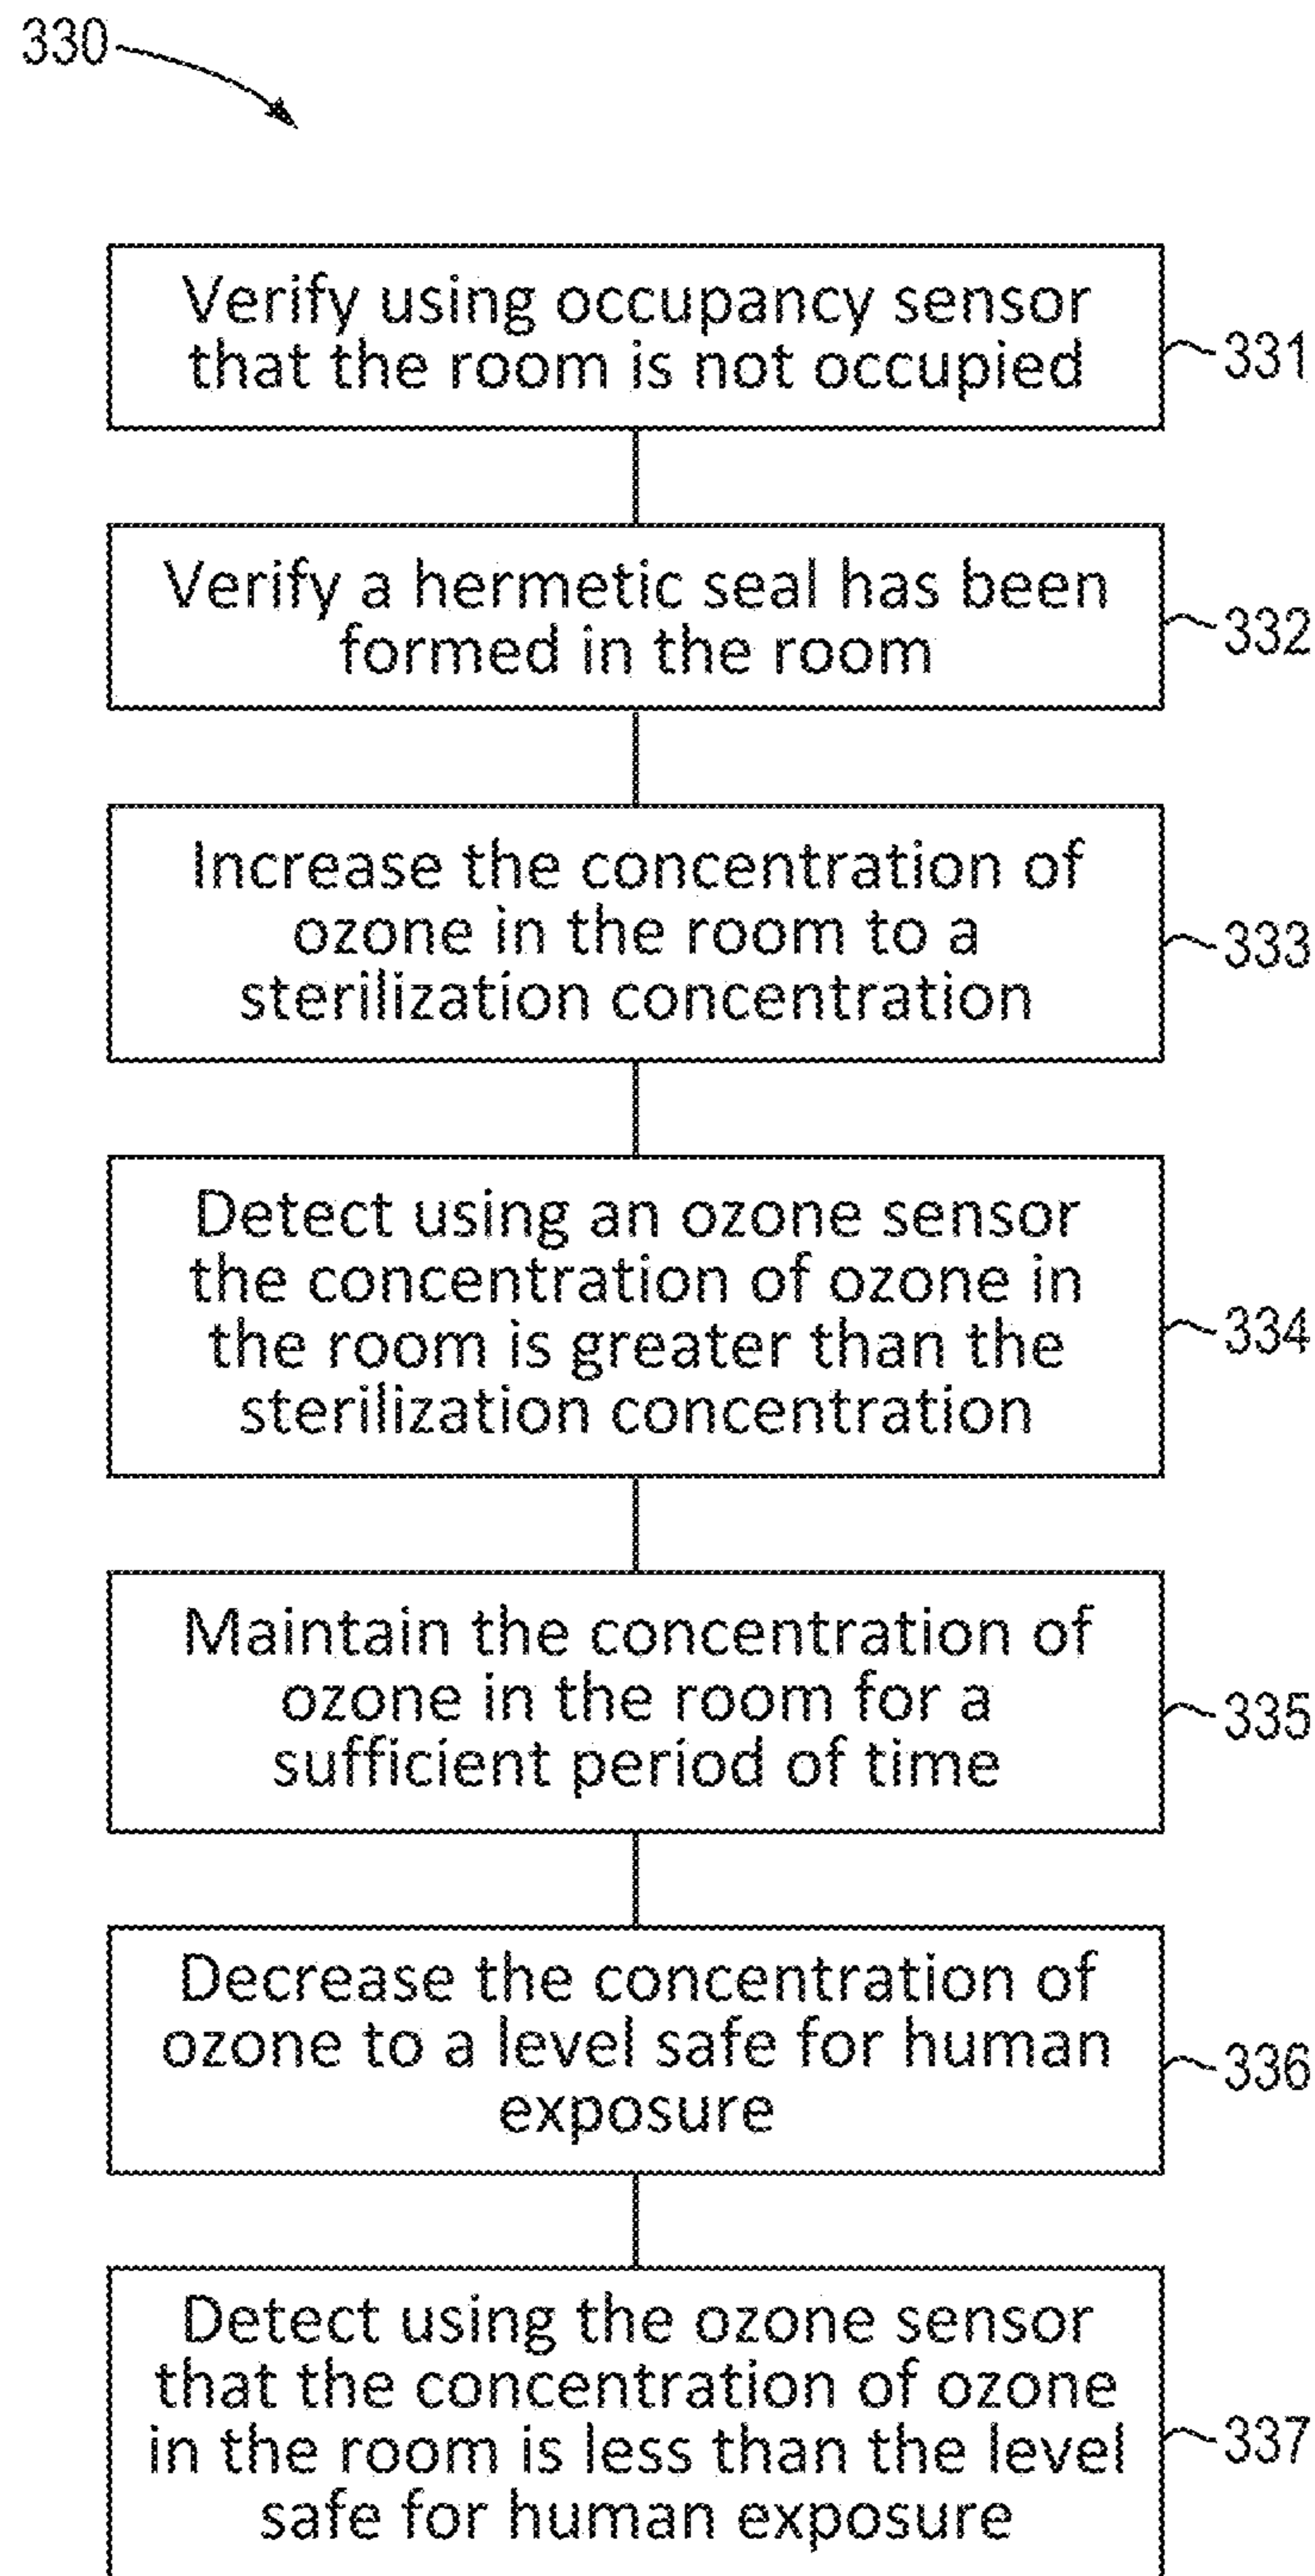 330
Verify using occupancy sensor
that the room is not occupied
331
Verify a hermetic seal has been
formed in the room
332
Increase the concentration of
ozone in the room to a
sterilization concentration
333
Detect using an ozone sensor
the concentration of ozone in
the room is greater than the
sterilization concentration
334
Maintain the concentration of
ozone in the room for a
sufficient period of time
335
Decrease the concentration of
ozone to a level safe for human
exposure
336
Detect using the ozone sensor
that the concentration of ozone
in the room is less than the level
safe for human exposure
337